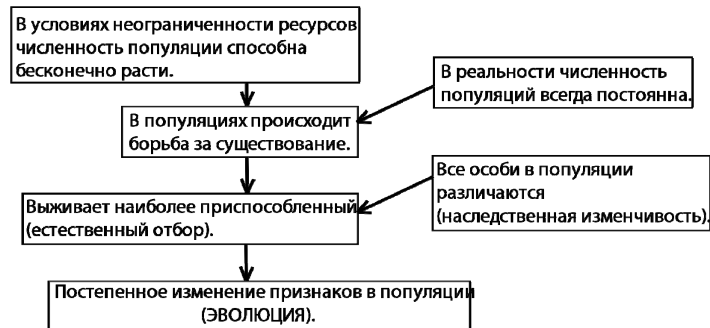 В условиях неограниченности ресурсов
численность популяции способна
бесконечно расти.
В реальности численность
популяций всегда постоянна.
В популяциях происходит
борьба за существование.
Все особи в популяции
различаются
(наследственная изменчивость).
Выживает наиболее приспособленный
(естественный отбор).
Постепенное изменение признаков в популяции
(ЭВОЛЮЦИЯ).